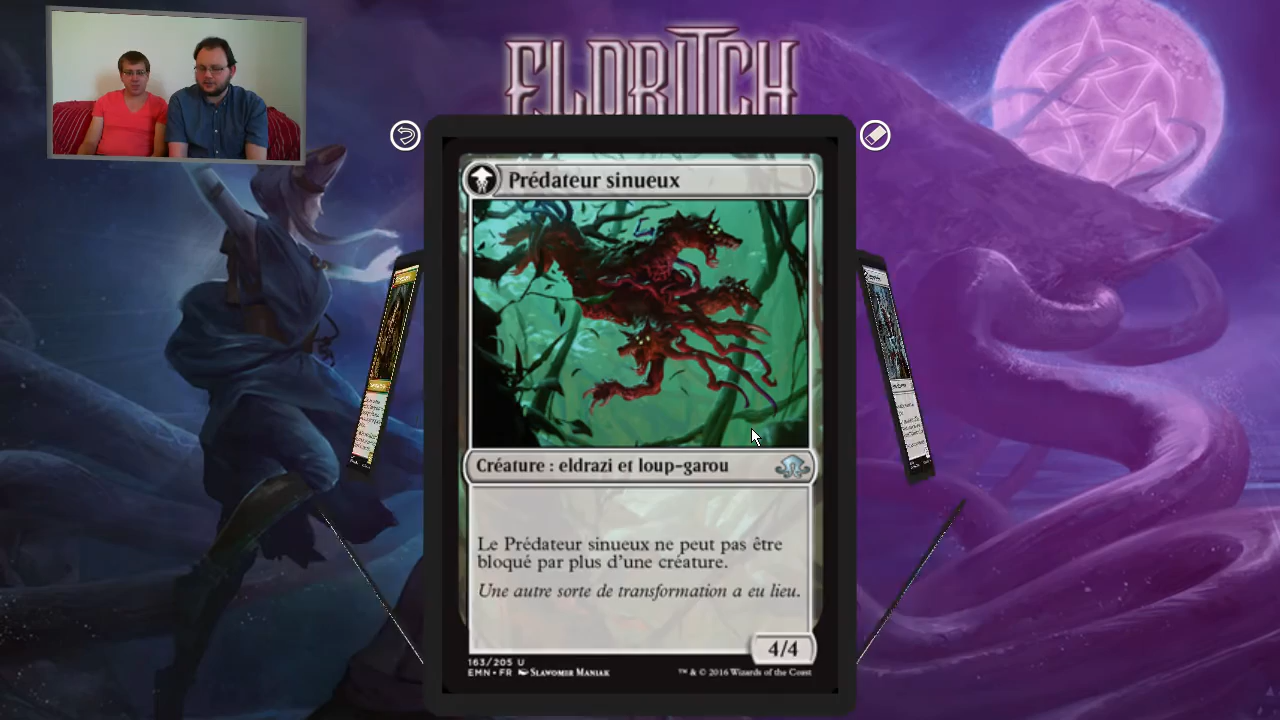 ELDRITCH
Prédateur sinueux
Créature : eldrazi et loup-garou
Le Prédateur sinueux ne peut pas être
bloqué par plus d'une créature.
Une autre sorte de transformation a eu lieu.
4/4
163/205 U
EMN • FR SLAWOMIR MANIAK
™ & © 2016 Wizards of the Coast